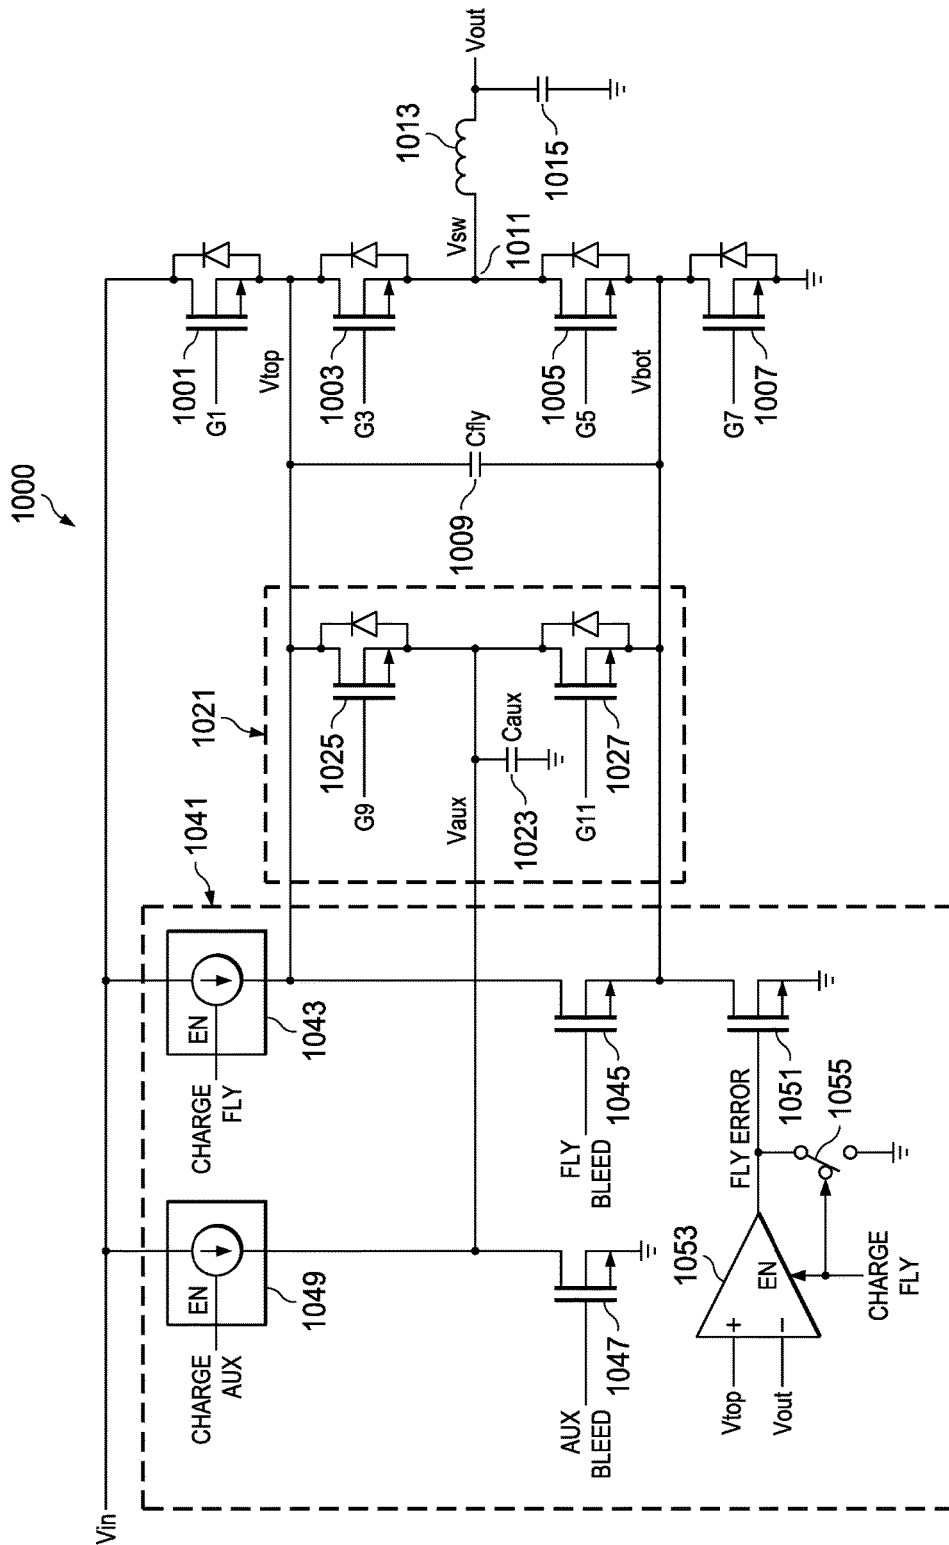 1000
Vin
1041
1021
CHARGE
AUX
EN
1049
CHARGE
FLY
EN
1043
1001
G1
Vtop
1003
G3
1025
G9
Vaux
1023
Caux
G11
1027
1009
Cfly
Vsw
1011
1013
Vout
1015
1005
G5
Vbot
1007
G7
AUX
BLEED
1047
FLY
BLEED
1045
FLY ERROR
1051
1055
1053
EN
+
−
Vtop
Vout
CHARGE
FLY